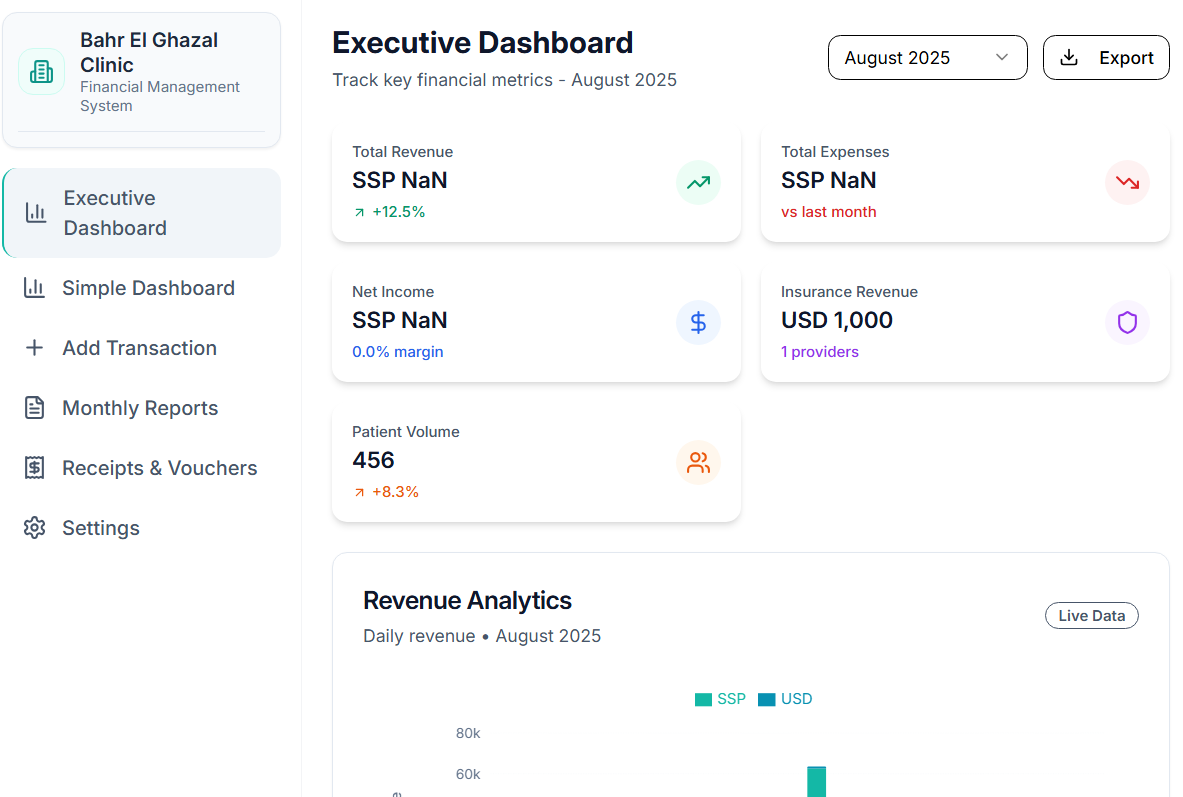 Bahr El Ghazal
Clinic
Financial Management
System
Executive
Dashboard
Simple Dashboard
Add Transaction
Monthly Reports
Receipts & Vouchers
Settings
Executive Dashboard
Track key financial metrics - August 2025
August 2025
Export
Total Revenue
SSP NaN
+12.5%
Total Expenses
SSP NaN
vs last month
Net Income
SSP NaN
0.0% margin
Insurance Revenue
USD 1,000
1 providers
Patient Volume
456
+8.3%
Revenue Analytics
Daily revenue • August 2025
Live Data
SSP USD
80k
60k